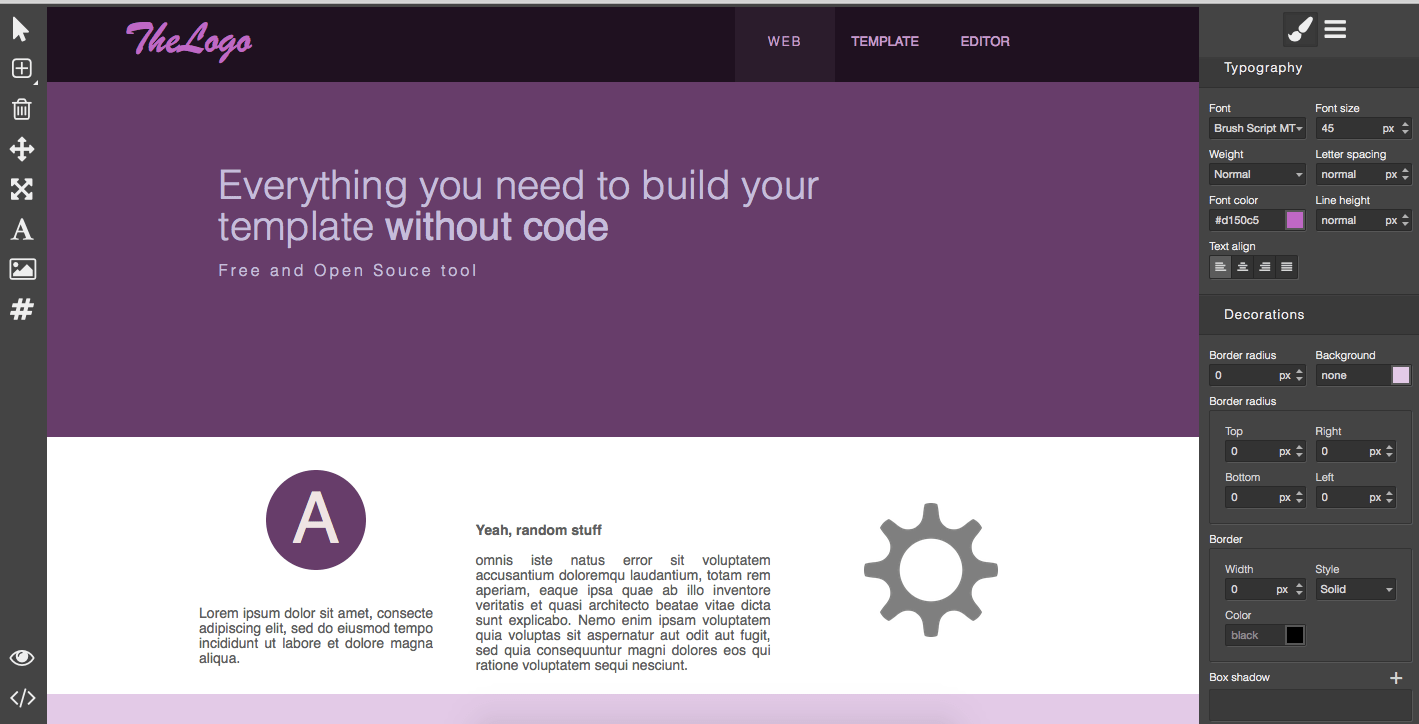 TheLogo
WEB
TEMPLATE
EDITOR
Everything you need to build your
template without code
Free and Open Souce tool
A
Lorem ipsum dolor sit amet, consecte
adipiscing elit, sed do eiusmod tempo
incididunt ut labore et dolore magna
aliqua.
Yeah, random stuff
omnis iste natus error sit voluptatem
accusantium doloremqu laudantium, totam rem
aperiam, eaque ipsa quae ab illo inventore
veritatis et quasi architecto beatae vitae dicta
sunt explicabo. Nemo enim ipsam voluptatem
quia voluptas sit aspernatur aut odit aut fugit,
sed quia consequuntur magni dolores eos qui
ratione voluptatem sequi nesciunt.
A
#
</>
Typography
Font Font size
Brush Script MT 45 px
Weight Letter spacing
Normal normal px
Font color Line height
#d150c5 normal px
Text align
Decorations
Border radius Background
0 px none
Border radius
Top Right
0 px 0 px
Bottom Left
0 px 0 px
Border
Width Style
0 px Solid
Color
black
Box shadow +